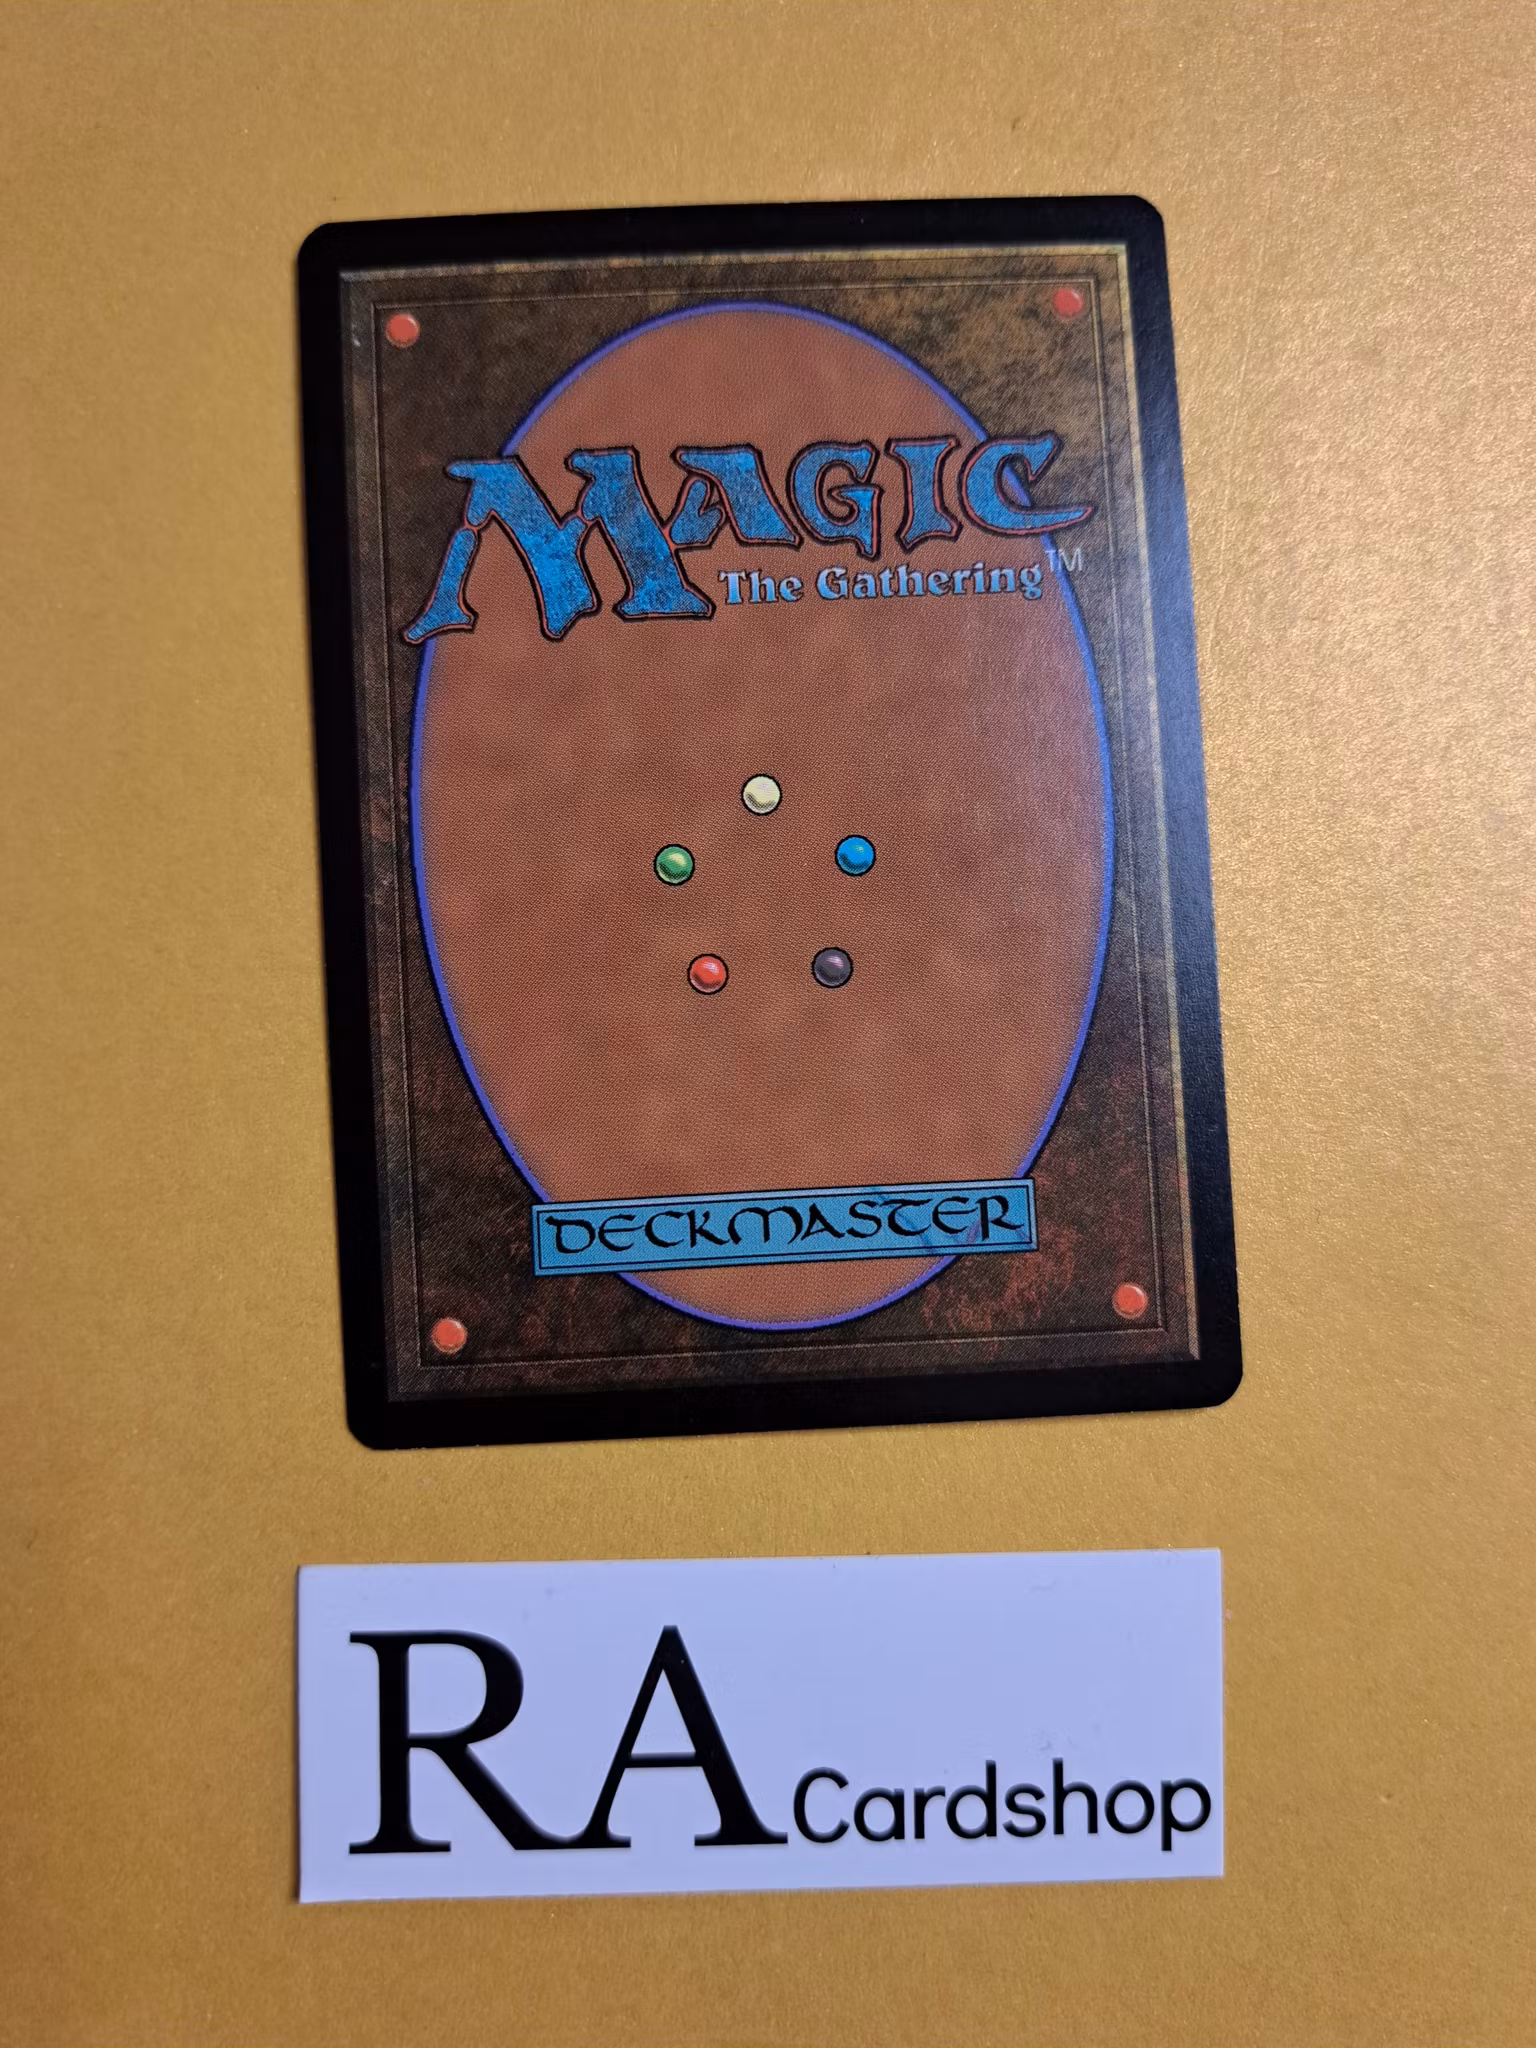 MAGIC
The Gathering™
DECKMASTER
RA Cardshop